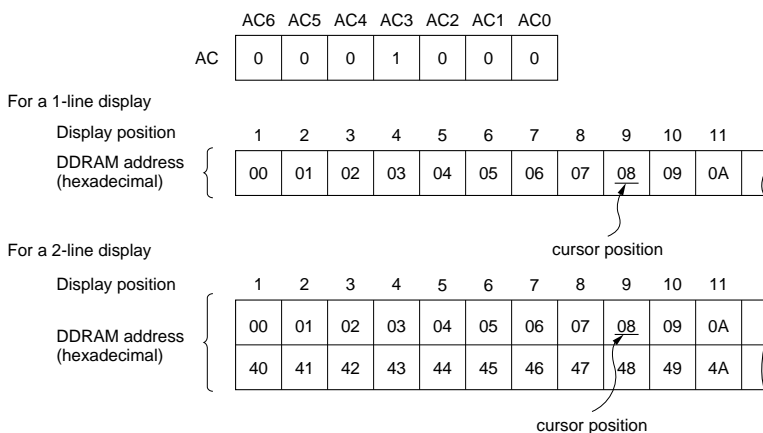 AC6 AC5 AC4 AC3 AC2 AC1 AC0
AC 0 0 0 1 0 0 0
For a 1-line display
Display position 1 2 3 4 5 6 7 8 9 10 11
DDRAM address
(hexadecimal)
00 01 02 03 04 05 06 07 08 09 0A
cursor position
For a 2-line display
Display position 1 2 3 4 5 6 7 8 9 10 11
DDRAM address
(hexadecimal)
00 01 02 03 04 05 06 07 08 09 0A
40 41 42 43 44 45 46 47 48 49 4A
cursor position